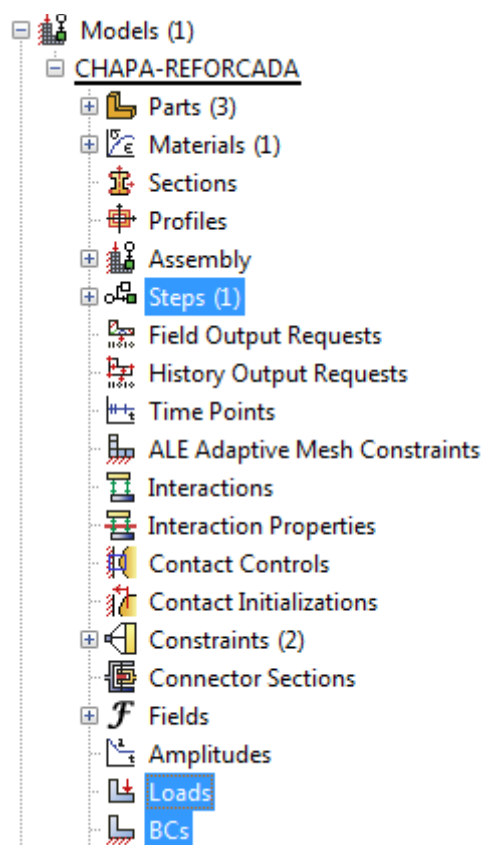 Models (1)
CHAPA-REFORCADA
Parts (3)
Materials (1)
Sections
Profiles
Assembly
Steps (1)
Field Output Requests
History Output Requests
Time Points
ALE Adaptive Mesh Constraints
Interactions
Interaction Properties
Contact Controls
Contact Initializations
Constraints (2)
Connector Sections
Fields
Amplitudes
Loads
BCs